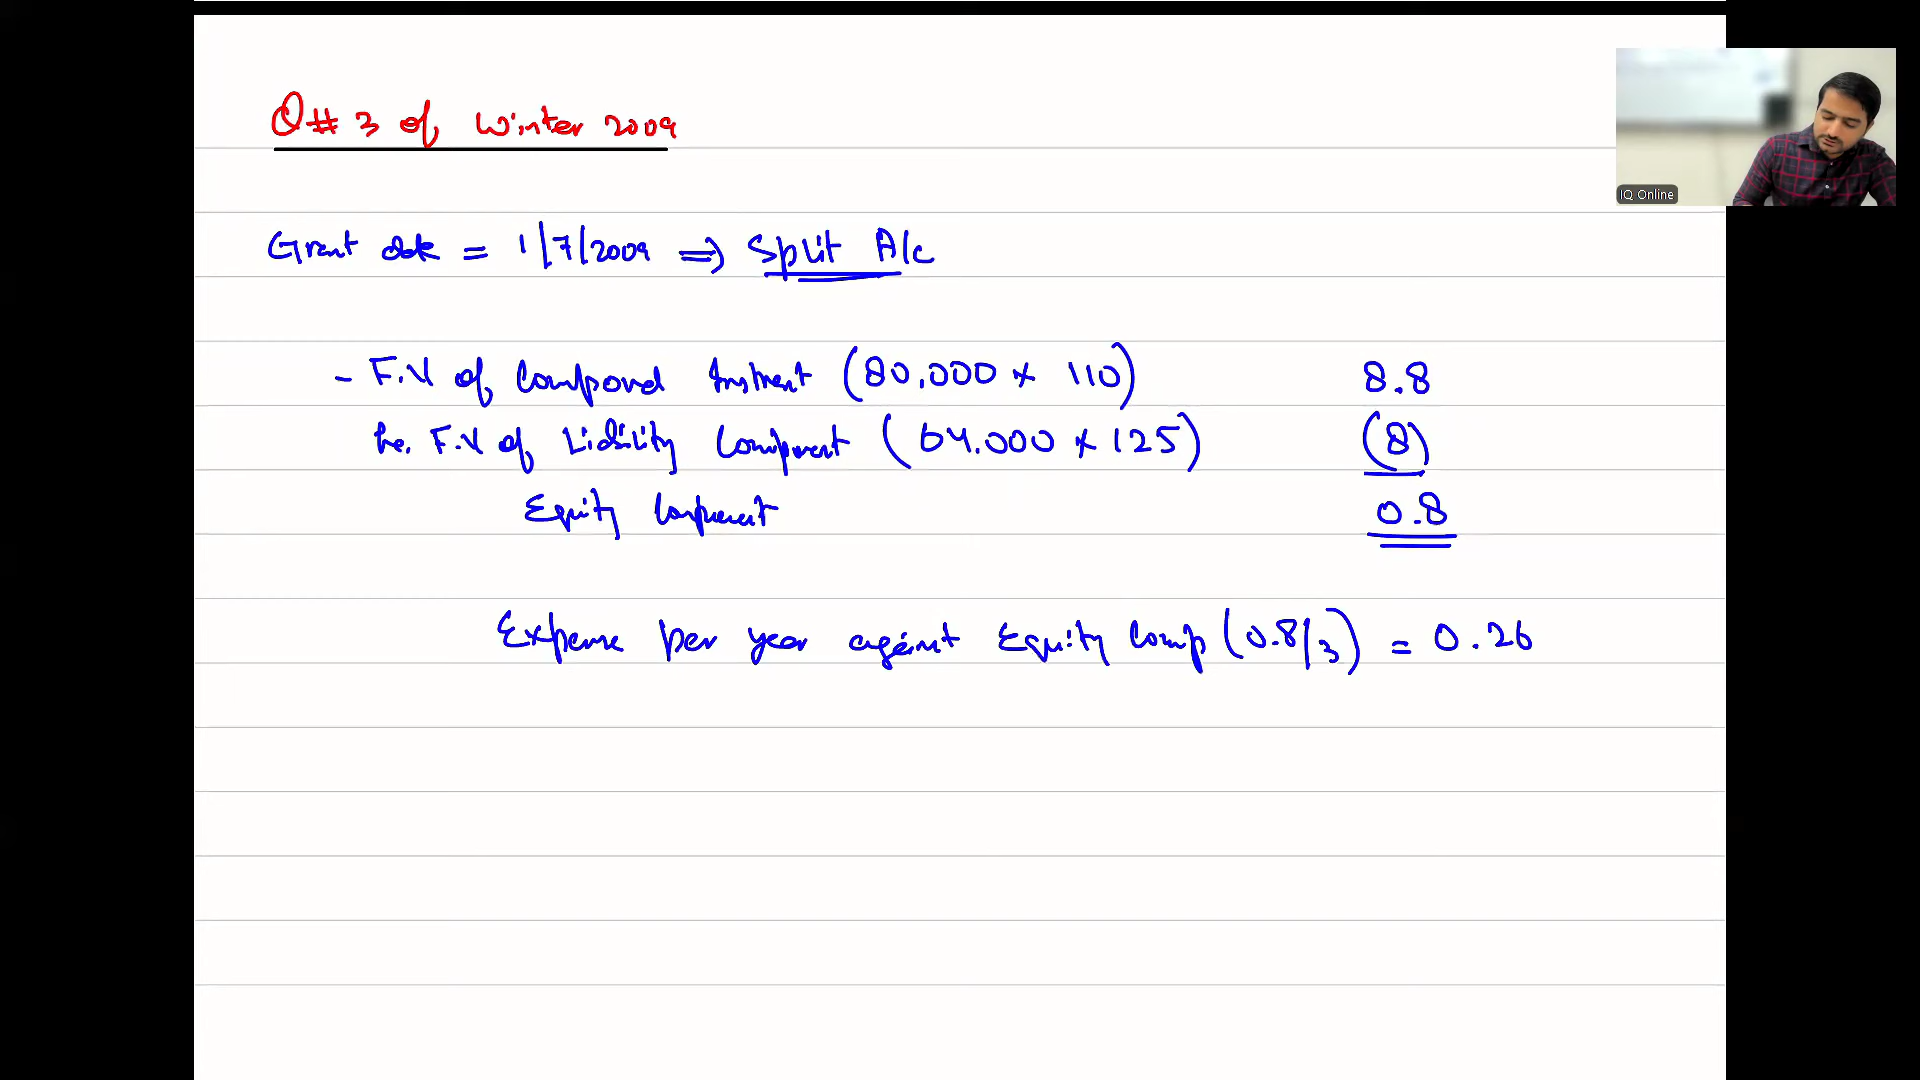 Q# 3 of Winter 2009
IQ Online
Grant date = 1/7/2009 ⇒ Split A/c
- F.V of Compound Instrument (80,000 × 110) 8.8
Le. F.V of Liability Component (64,000 × 125) (8)
Equity Component 0.8
Expense per year against Equity Comp (0.8/3) = 0.26